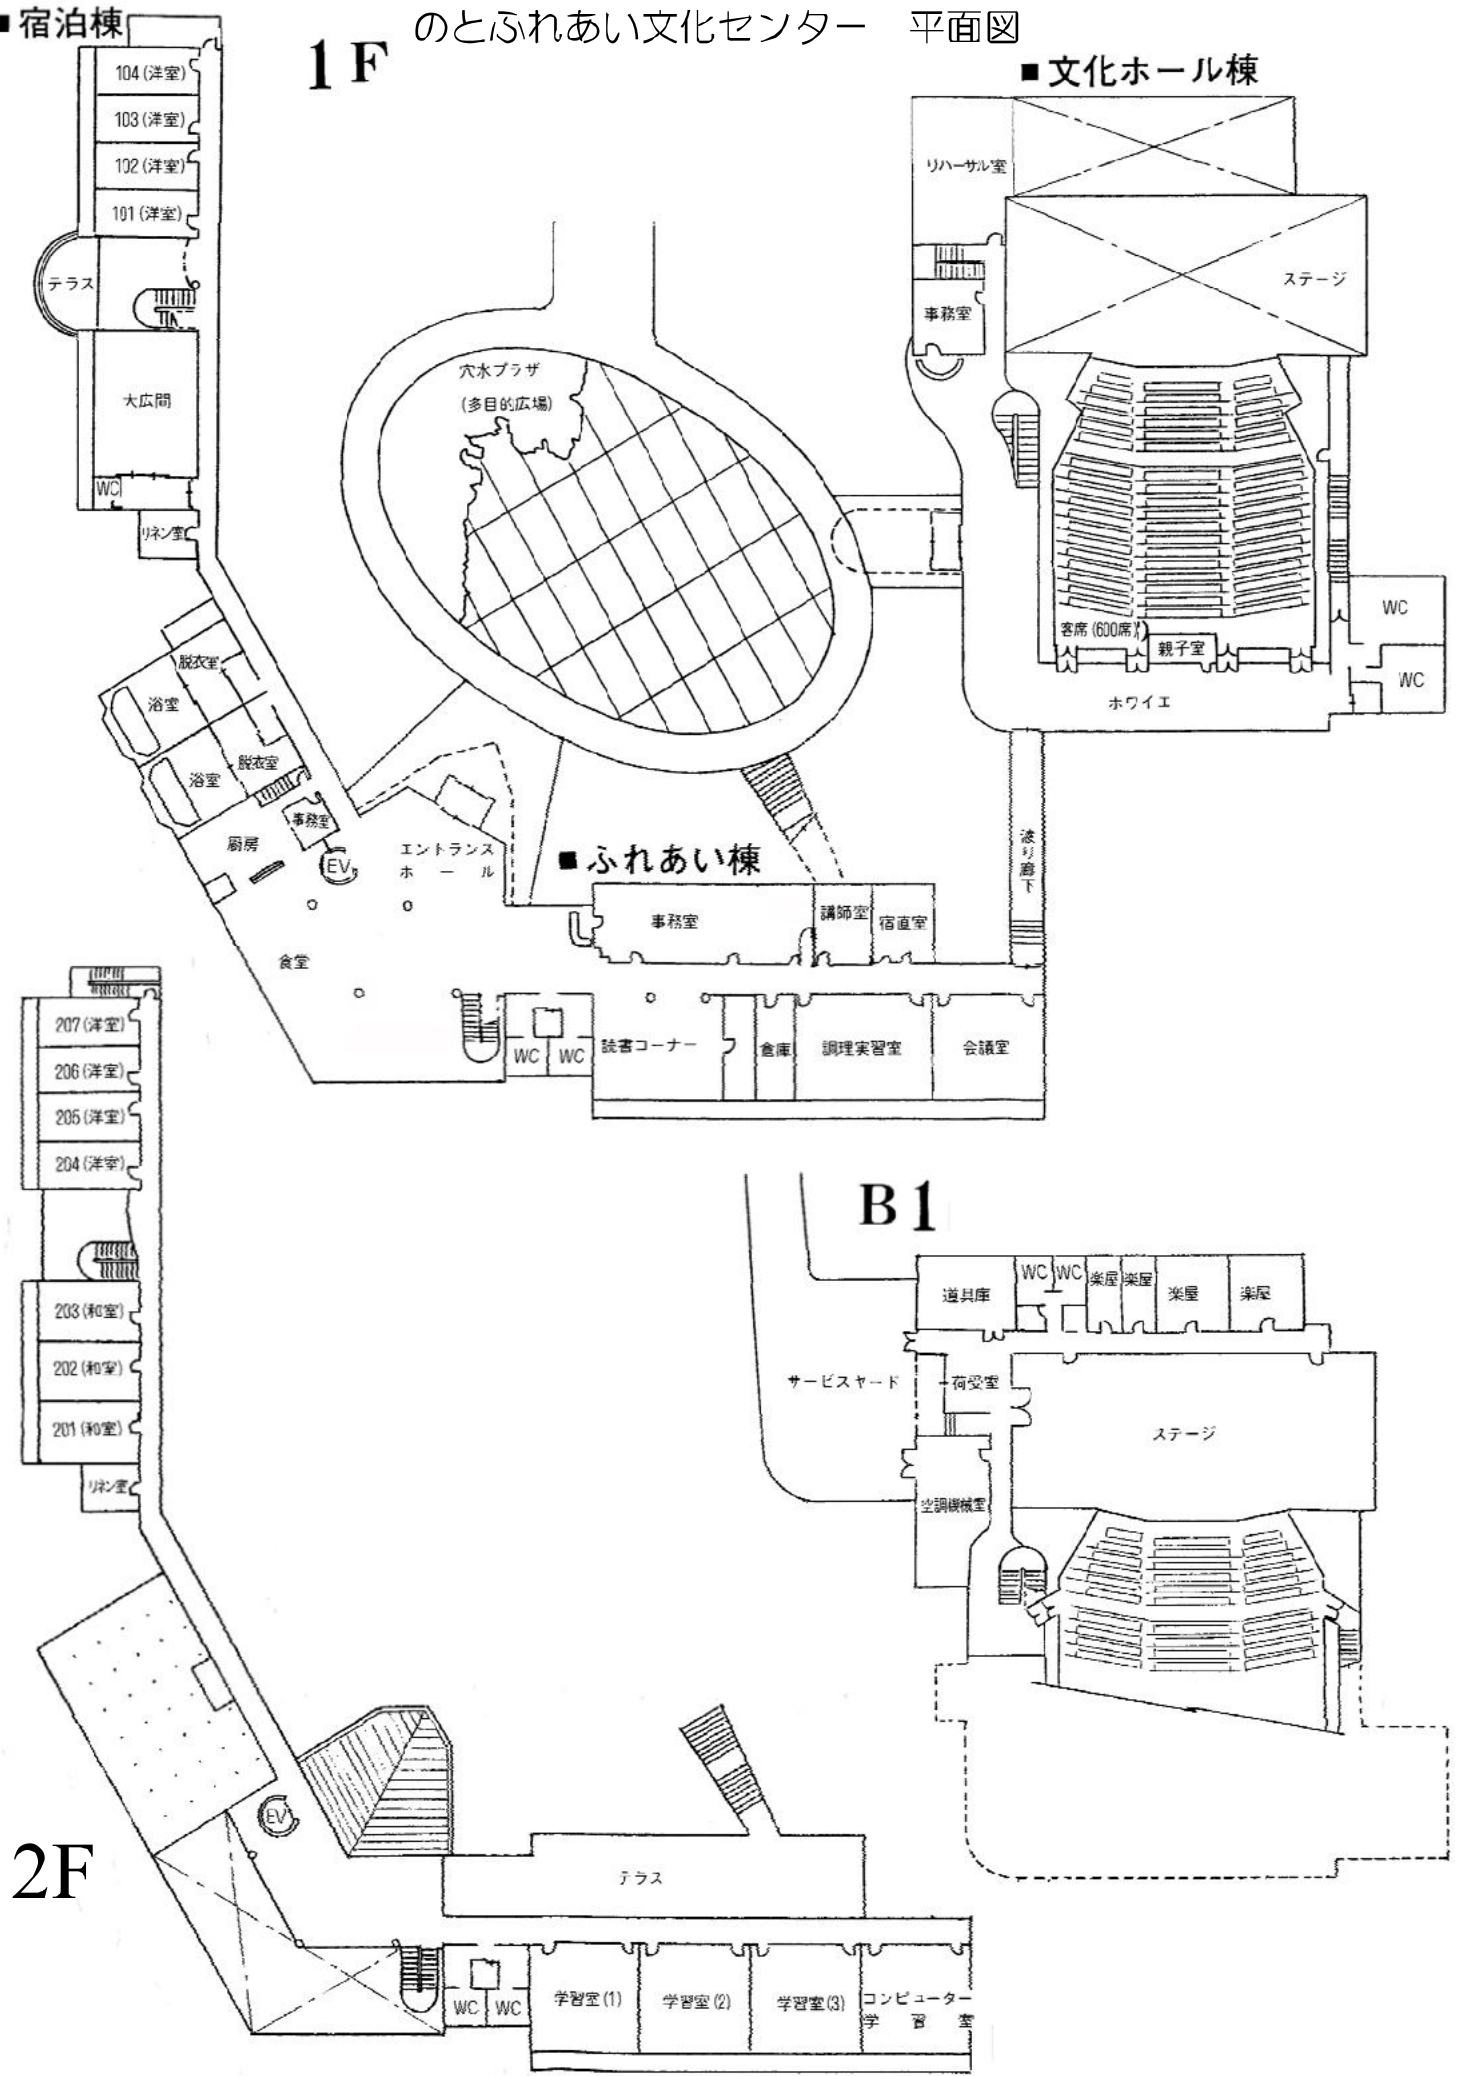 のとふれあい文化センター　平面図
■宿泊棟
1F
■文化ホール棟
104(洋室)
103(洋室)
102(洋室)
101(洋室)
テラス
大広間
WC
リネン室
脱衣室
浴室
脱衣室
浴室
厨房
事務室
EV
エントランス
ホール
食堂
穴水プラザ
(多目的広場)
リハーサル室
ステージ
事務室
客席(600席)
親子室
WC
WC
ホワイエ
渡り廊下
■ふれあい棟
事務室
講師室
宿直室
WC
WC
読書コーナー
倉庫
調理実習室
会議室
207(洋室)
206(洋室)
205(洋室)
204(洋室)
203(和室)
202(和室)
201(和室)
リネン室
EV
2F
テラス
WC
WC
学習室(1)
学習室(2)
学習室(3)
コンピューター
学習室
B1
道具庫
WC
WC
楽屋
楽屋
楽屋
楽屋
サービスヤード
荷受室
ステージ
空調機械室